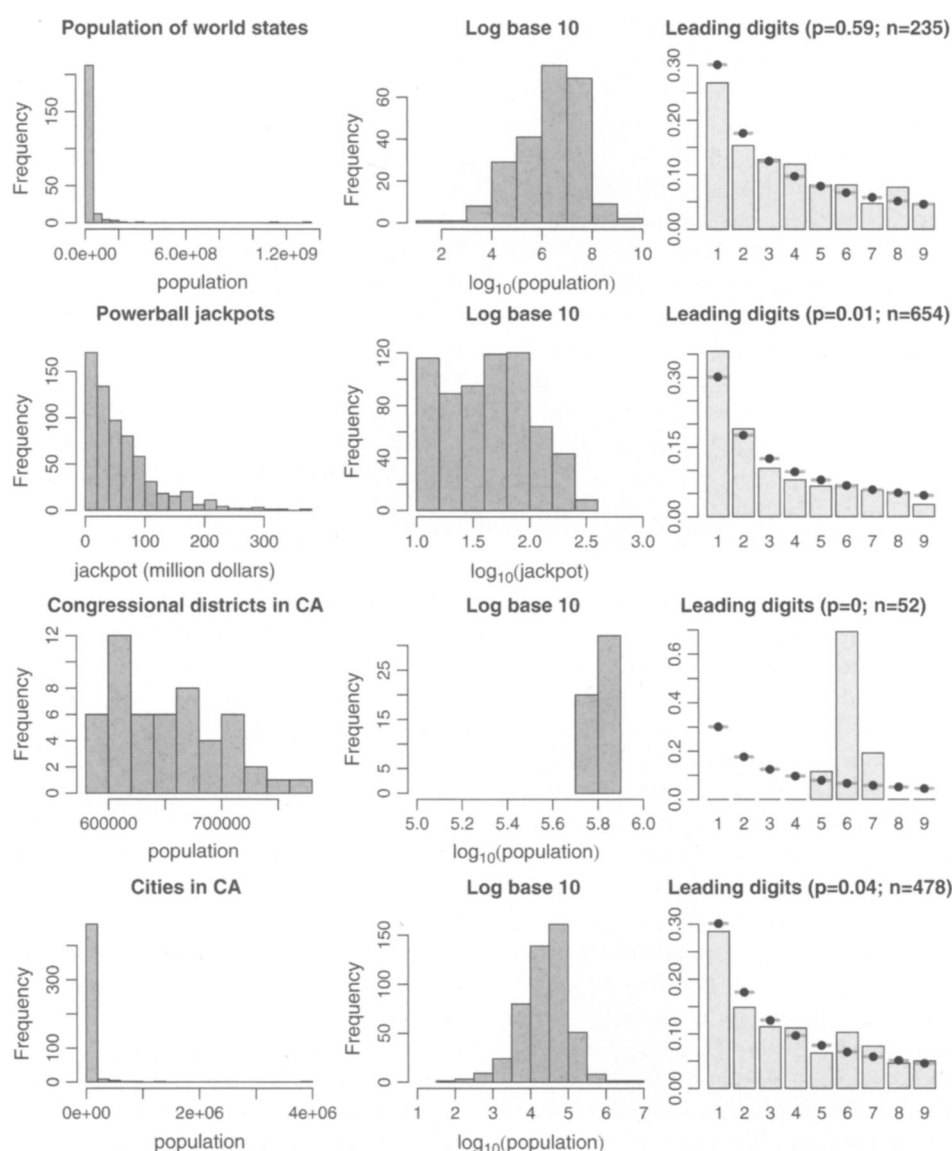 Population of world states
Log base 10
Leading digits (p=0.59; n=235)
Frequency
0 50 150
0.0e+00 6.0e+08 1.2e+09
population
Frequency
0 20 40 60
2 4 6 8 10
log10(population)
0.00 0.10 0.20 0.30
1 2 3 4 5 6 7 8 9
Powerball jackpots
Log base 10
Leading digits (p=0.01; n=654)
Frequency
0 50 100 150
0 100 200 300
jackpot (million dollars)
Frequency
0 40 80 120
1.0 1.5 2.0 2.5 3.0
log10(jackpot)
0.00 0.15 0.30
1 2 3 4 5 6 7 8 9
Congressional districts in CA
Log base 10
Leading digits (p=0; n=52)
Frequency
0 2 4 6 8 12
600000 700000
population
Frequency
0 5 15 25
5.0 5.2 5.4 5.6 5.8 6.0
log10(population)
0.0 0.2 0.4 0.6
1 2 3 4 5 6 7 8 9
Cities in CA
Log base 10
Leading digits (p=0.04; n=478)
Frequency
0 100 300
0e+00 2e+06 4e+06
population
Frequency
0 50 100 150
1 2 3 4 5 6 7
log10(population)
0.00 0.10 0.20 0.30
1 2 3 4 5 6 7 8 9